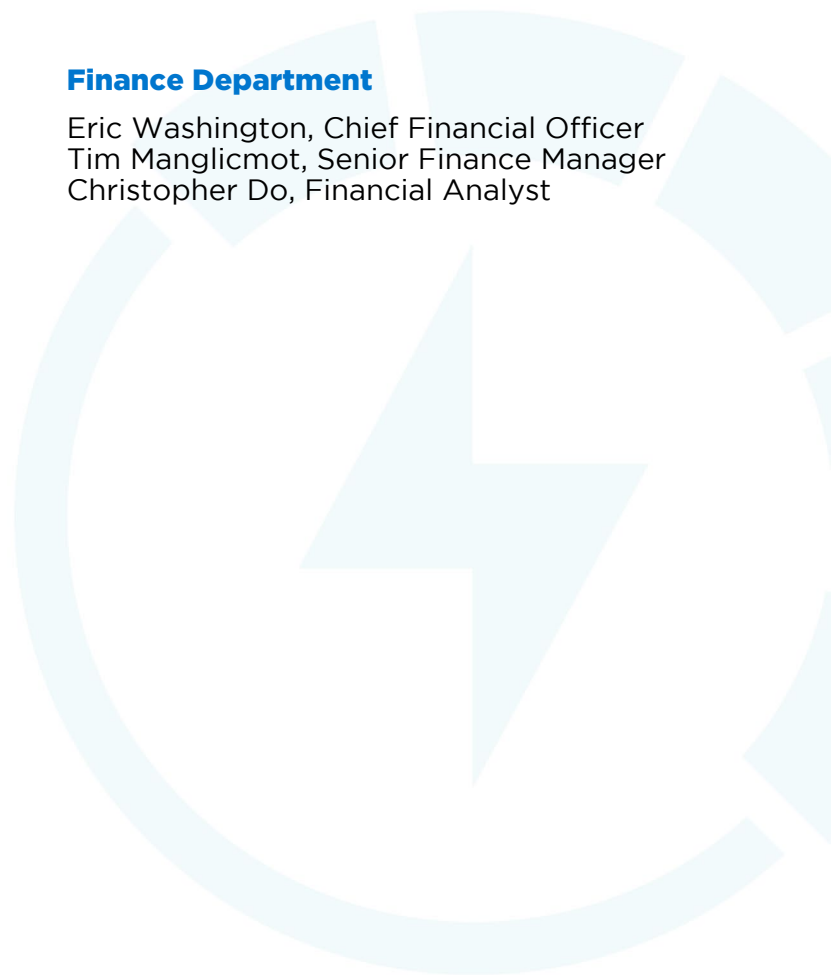 Finance Department
Eric Washington, Chief Financial Officer
Tim Manglicmot, Senior Finance Manager
Christopher Do, Financial Analyst